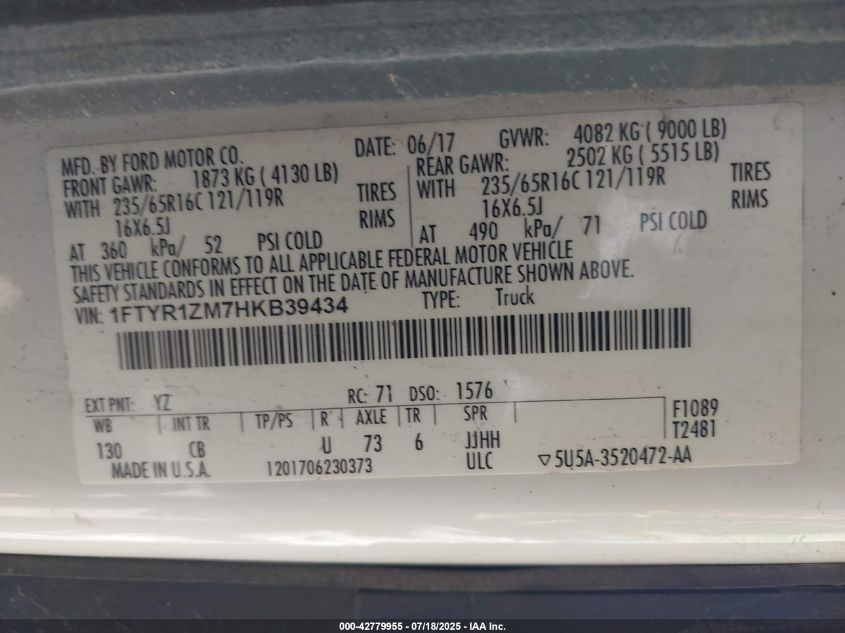 MFD. BY FORD MOTOR CO. DATE: 06/17 GVWR: 4082 KG ( 9000 LB)
FRONT GAWR: 1873 KG ( 4130 LB) REAR GAWR: 2502 KG ( 5515 LB)
WITH 235/65R16C 121/119R TIRES WITH 235/65R16C 121/119R TIRES
16X6.5J RIMS 16X6.5J RIMS
AT 360 kPa/ 52 PSI COLD AT 490 kPa/ 71 PSI COLD
THIS VEHICLE CONFORMS TO ALL APPLICABLE FEDERAL MOTOR VEHICLE
SAFETY STANDARDS IN EFFECT ON THE DATE OF MANUFACTURE SHOWN ABOVE.
VIN: 1FTYR1ZM7HKB39434 TYPE: Truck
EXT PNT: YZ RC: 71 DSO: 1576
WB INT TR TP/PS R AXLE TR SPR F1089
130 CB U 73 6 JJHH T2481
MADE IN U.S.A. 1201706230373 ULC ▽5U5A-3520472-AA
000-42779955 - 07/18/2025 - IAA Inc.